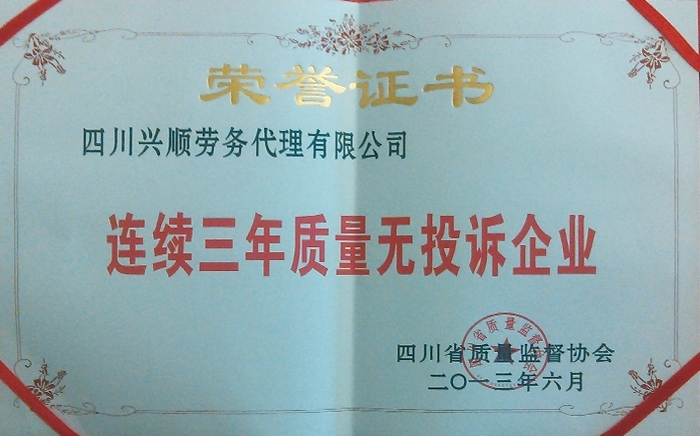 荣誉证书
四川兴顺劳务代理有限公司
连续三年质量无投诉企业
四川省质量监督协会
二〇一三年六月